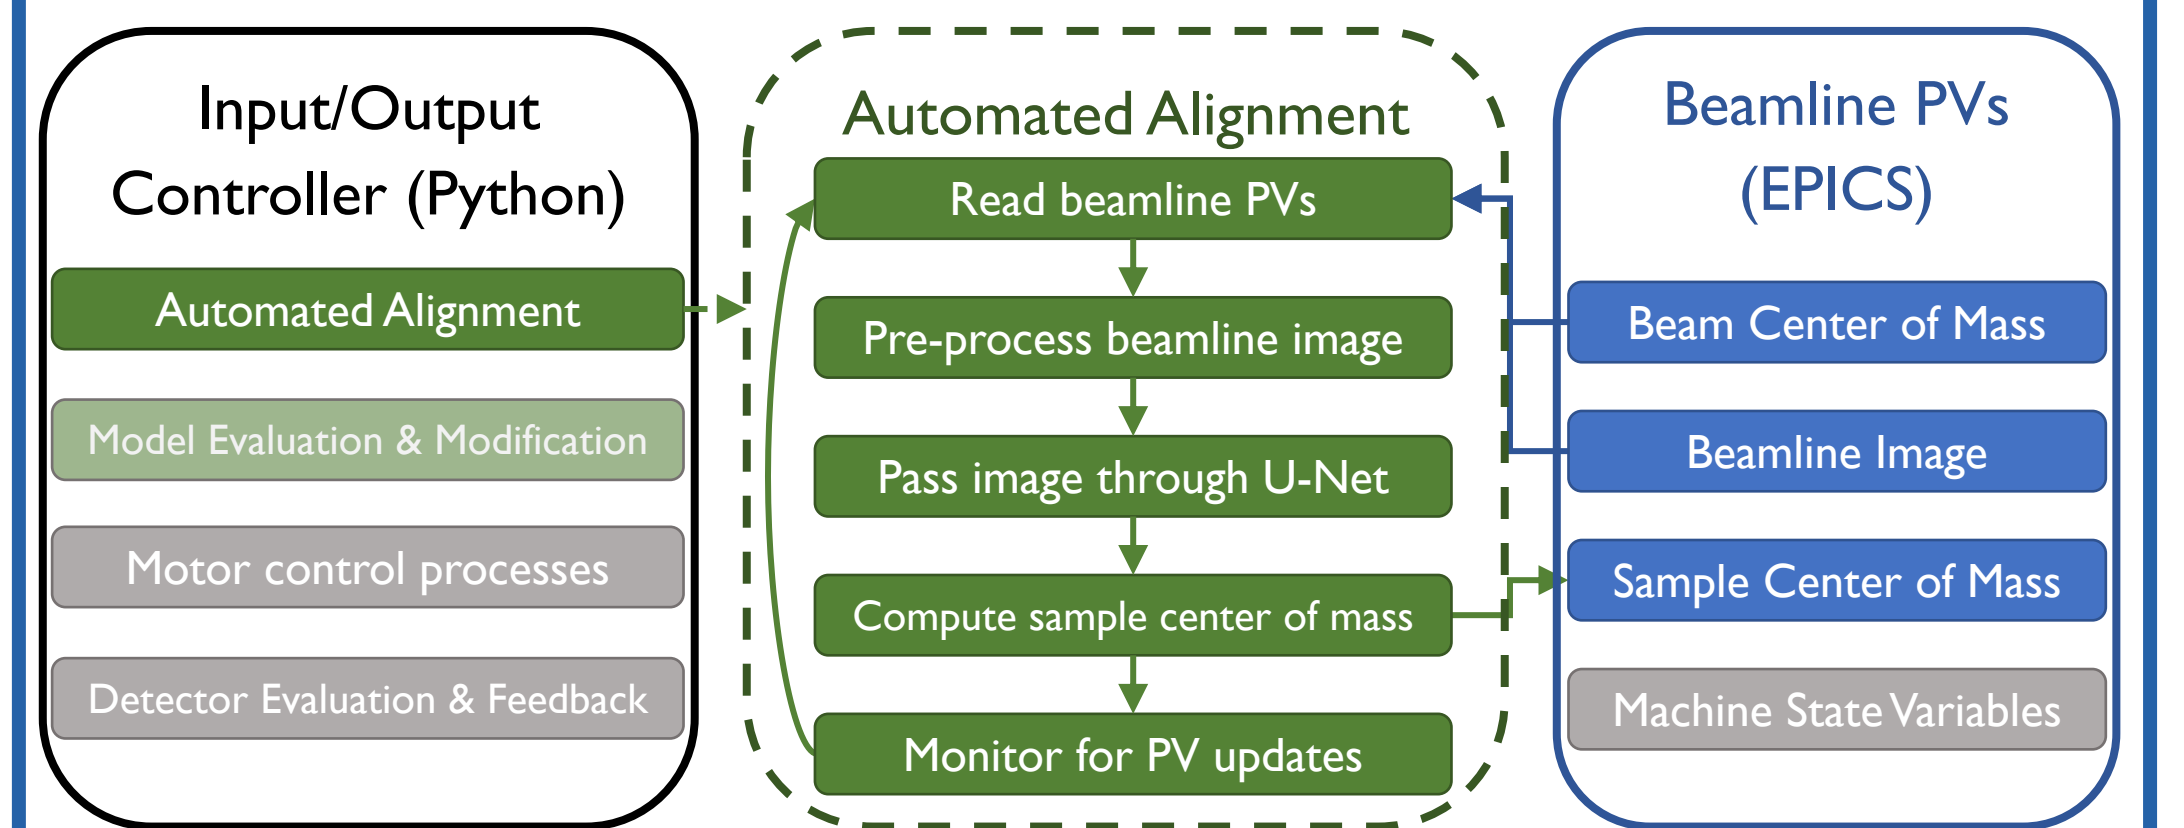 Input/Output
Controller (Python)
Automated Alignment
Model Evaluation & Modification
Motor control processes
Detector Evaluation & Feedback
Automated Alignment
Read beamline PVs
Pre-process beamline image
Pass image through U-Net
Compute sample center of mass
Monitor for PV updates
Beamline PVs
(EPICS)
Beam Center of Mass
Beamline Image
Sample Center of Mass
Machine State Variables